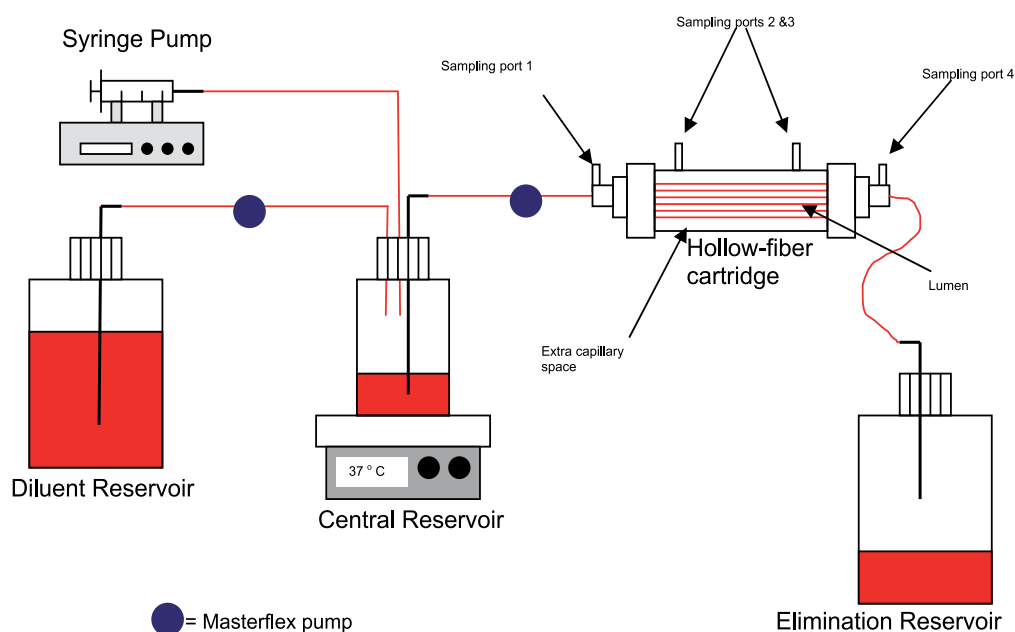 Syringe Pump
Sampling port 1
Sampling ports 2 &3
Sampling port 4
Hollow-fiber
cartridge
Lumen
Extra capillary
space
Diluent Reservoir
37 ° C
Central Reservoir
Elimination Reservoir
= Masterflex pump